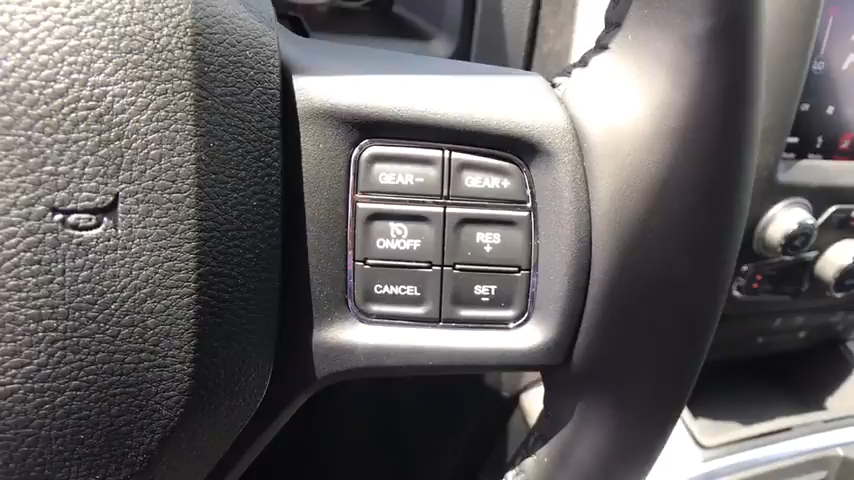 GEAR− GEAR+
ON/OFF RES +
CANCEL SET −